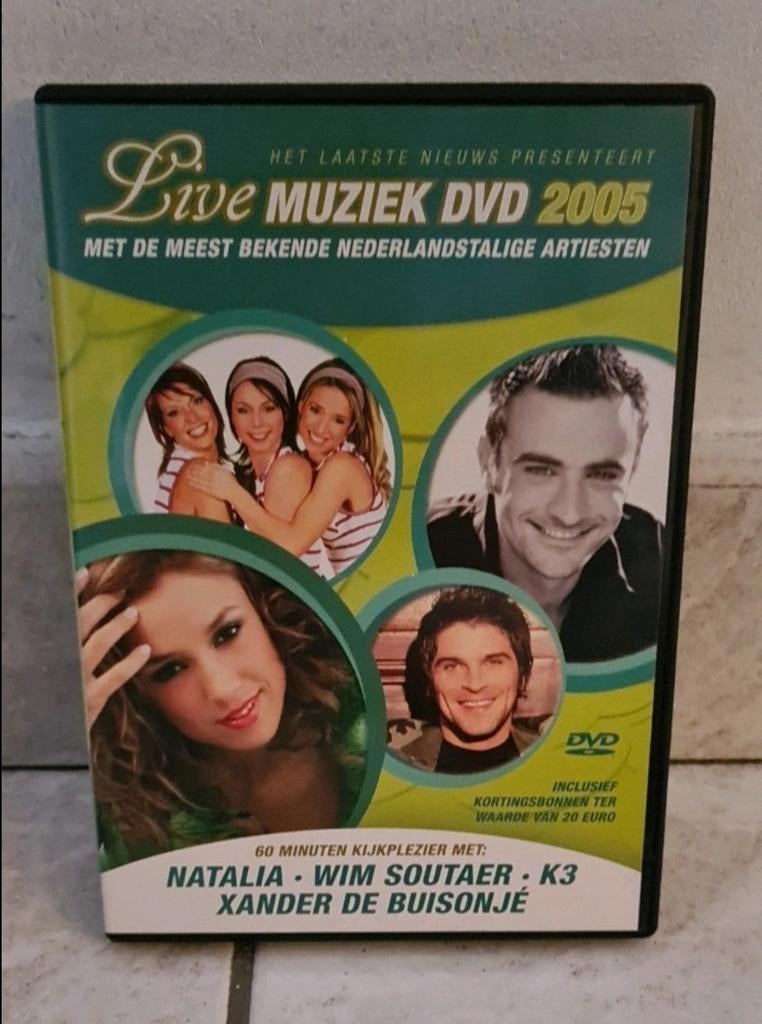 HET LAATSTE NIEUWS PRESENTEERT
Live MUZIEK DVD 2005
MET DE MEEST BEKENDE NEDERLANDSTALIGE ARTIESTEN
DVD
INCLUSIEF
KORTINGSBONNEN TER
WAARDE VAN 20 EURO
60 MINUTEN KIJKPLEZIER MET:
NATALIA • WIM SOUTAER • K3
XANDER DE BUISONJÉ